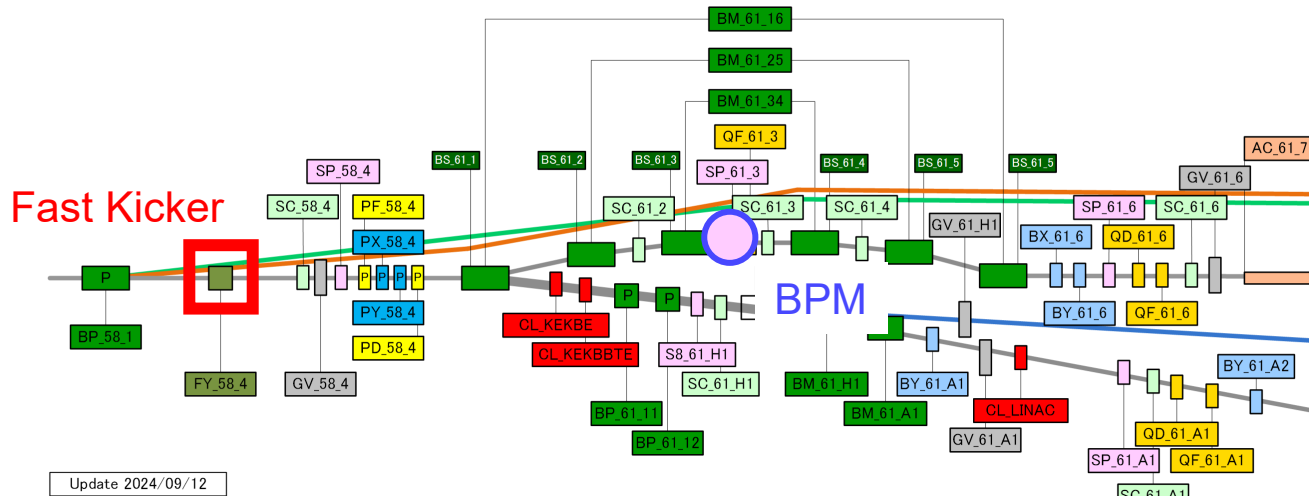 BM_61_16
BM_61_25
BM_61_34
QF_61_3
AC_61_7
BS_61_1
BS_61_2
BS_61_3
BS_61_4
BS_61_5
BS_61_5
SP_58_4
SP_61_3
GV_61_6
Fast Kicker
SC_58_4
PF_58_4
SC_61_2
SC_61_3
SC_61_4
SP_61_6
SC_61_6
PX_58_4
GV_61_H1
BX_61_6
QD_61_6
P
P
P
P
P
P
P
BPM
PY_58_4
BY_61_6
QF_61_6
BP_58_1
CL_KEKBE
PD_58_4
CL_KEKBBTE
S8_61_H1
FY_58_4
GV_58_4
SC_61_H1
BM_61_H1
BY_61_A1
BY_61_A2
BP_61_11
BM_61_A1
CL_LINAC
BP_61_12
GV_61_A1
QD_61_A1
SP_61_A1
QF_61_A1
Update 2024/09/12
SC_61_A1